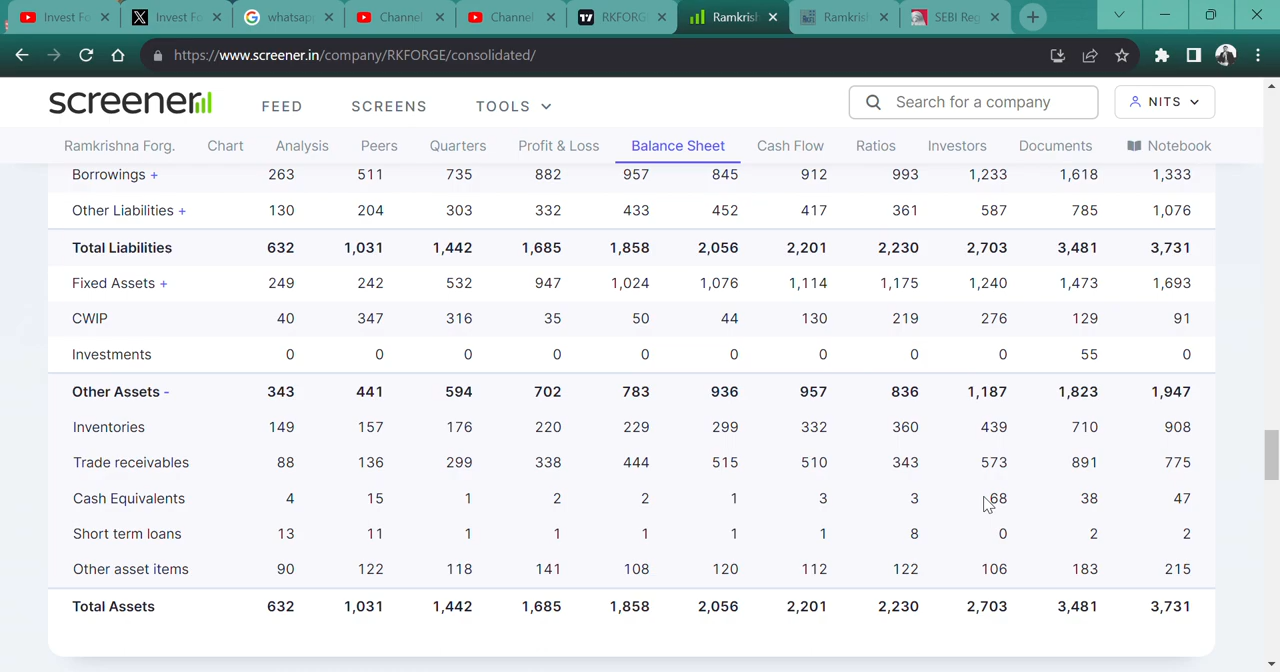 Invest Fo
Invest Fo
whatsap
Channel
Channel
RKFORG
Ramkris
Ramkris
SEBI Reg
https://www.screener.in/company/RKFORGE/consolidated/
screener
FEED SCREENS TOOLS
Search for a company
NITS
Ramkrishna Forg. Chart Analysis Peers Quarters Profit & Loss Balance Sheet Cash Flow Ratios Investors Documents Notebook
Borrowings + 263 511 735 882 957 845 912 993 1,233 1,618 1,333
Other Liabilities + 130 204 303 332 433 452 417 361 587 785 1,076
Total Liabilities 632 1,031 1,442 1,685 1,858 2,056 2,201 2,230 2,703 3,481 3,731
Fixed Assets + 249 242 532 947 1,024 1,076 1,114 1,175 1,240 1,473 1,693
CWIP 40 347 316 35 50 44 130 219 276 129 91
Investments 0 0 0 0 0 0 0 0 0 55 0
Other Assets - 343 441 594 702 783 936 957 836 1,187 1,823 1,947
Inventories 149 157 176 220 229 299 332 360 439 710 908
Trade receivables 88 136 299 338 444 515 510 343 573 891 775
Cash Equivalents 4 15 1 2 2 1 3 3 68 38 47
Short term loans 13 11 1 1 1 1 1 8 0 2 2
Other asset items 90 122 118 141 108 120 112 122 106 183 215
Total Assets 632 1,031 1,442 1,685 1,858 2,056 2,201 2,230 2,703 3,481 3,731